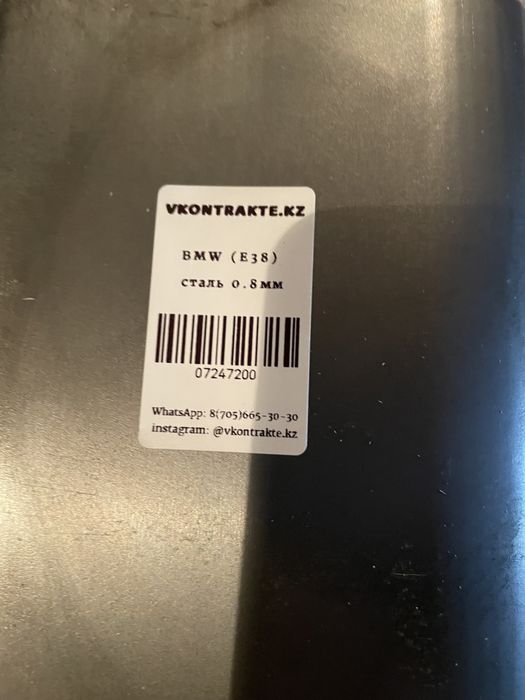 VKONTRAKTE.KZ
BMW (E38)
сталь 0.8мм
07247200
WhatsApp: 8(705)665-30-30
instagram: @vkontrakte.kz